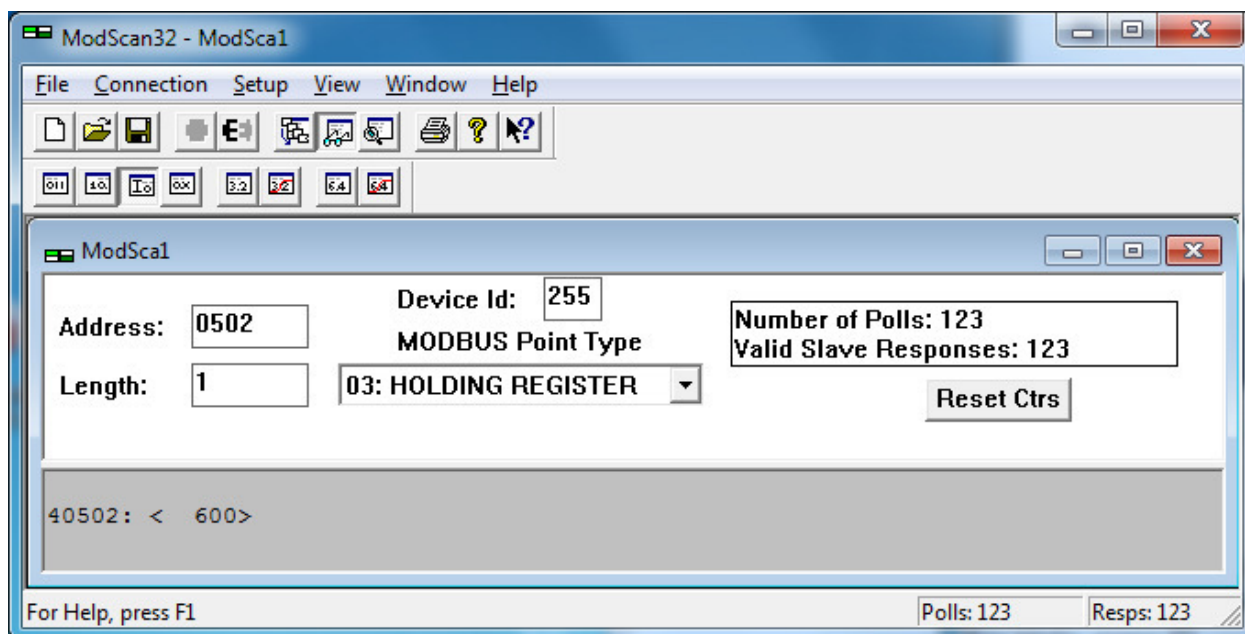 ModScan32 - ModSca1
File Connection Setup View Window Help
ModSca1
Address: 0502
Device Id: 255
MODBUS Point Type
Length: 1
03: HOLDING REGISTER
Number of Polls: 123
Valid Slave Responses: 123
Reset Ctrs
40502: <  600>
For Help, press F1
Polls: 123
Resps: 123